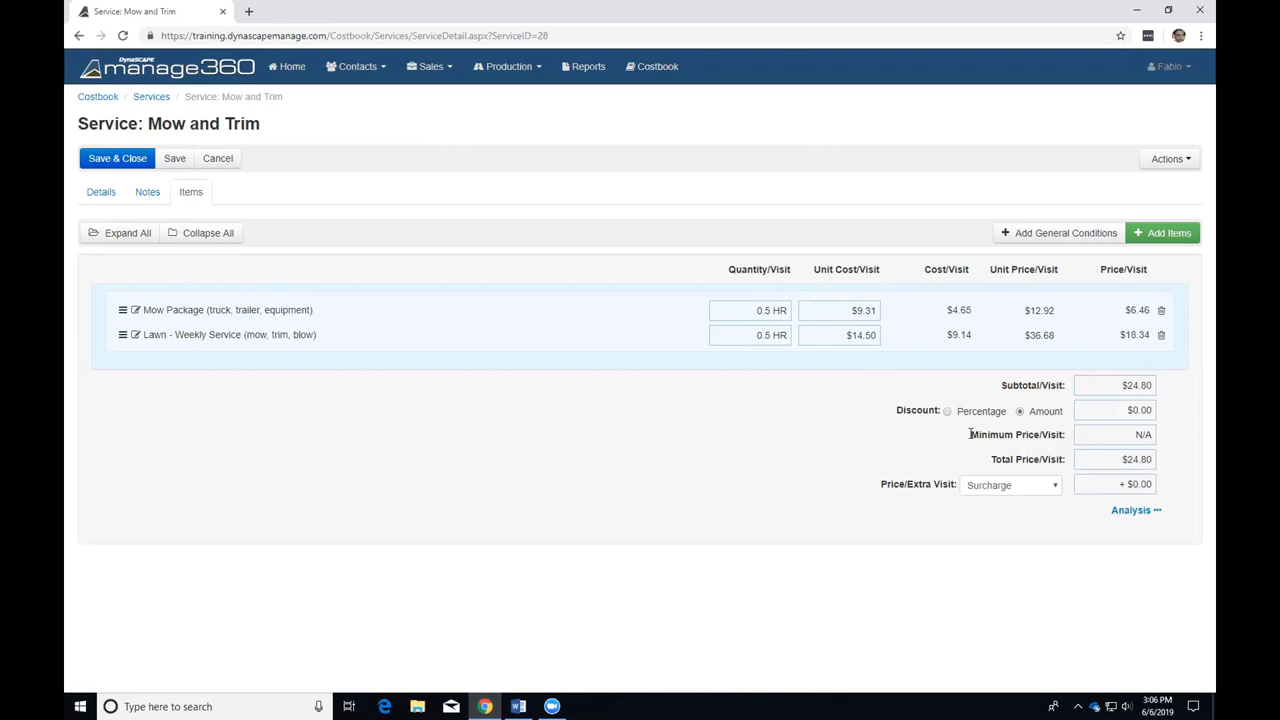 Service: Mow and Trim
https://training.dynascapemanage.com/Costbook/Services/ServiceDetail.aspx?ServiceID=28
DynaSCAPE
manage360
Home Contacts Sales Production Reports Costbook Fabio
Costbook / Services / Service: Mow and Trim
Service: Mow and Trim
Save & Close Save Cancel Actions
Details Notes Items
Expand All Collapse All + Add General Conditions + Add Items
Quantity/Visit Unit Cost/Visit Cost/Visit Unit Price/Visit Price/Visit
Mow Package (truck, trailer, equipment) 0.5 HR $9.31 $4.65 $12.92 $6.46
Lawn - Weekly Service (mow, trim, blow) 0.5 HR $14.50 $9.14 $36.68 $18.34
Subtotal/Visit: $24.80
Discount: Percentage Amount $0.00
Minimum Price/Visit: N/A
Total Price/Visit: $24.80
Price/Extra Visit: Surcharge + $0.00
Analysis
Type here to search
3:06 PM
6/6/2019